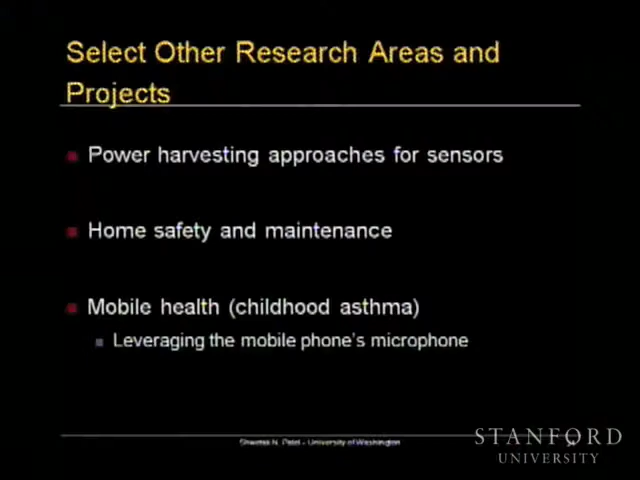 Select Other Research Areas and
Projects
Power harvesting approaches for sensors
Home safety and maintenance
Mobile health (childhood asthma)
Leveraging the mobile phone's microphone
Shwetak N. Patel - University of Washington
STANFORD
UNIVERSITY